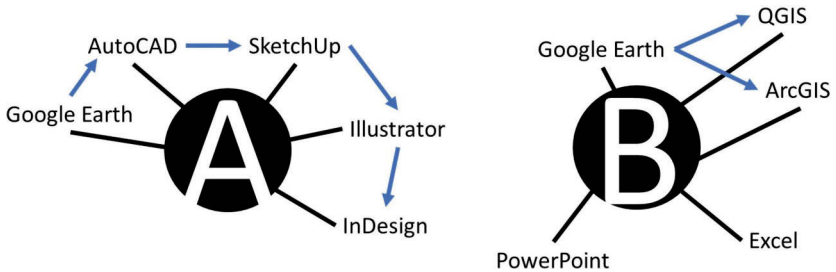 AutoCAD
SketchUp
Google Earth
A
Illustrator
InDesign
QGIS
Google Earth
ArcGIS
B
Excel
PowerPoint